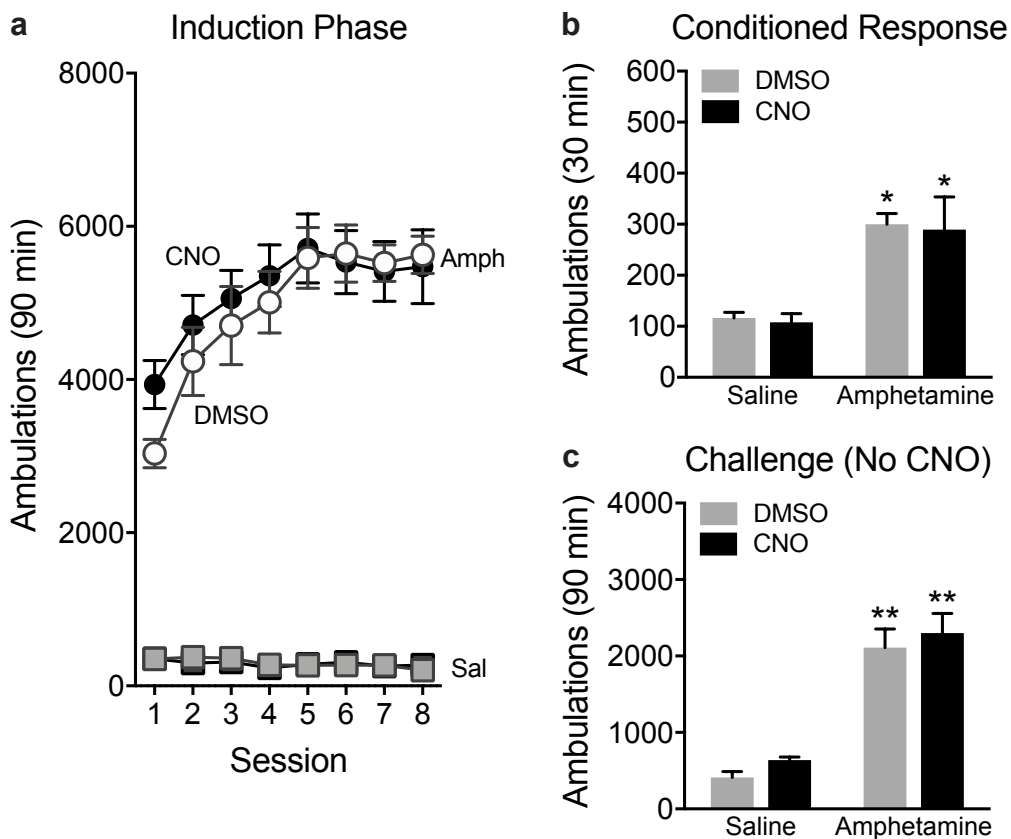 a
Induction Phase
Ambulations (90 min)
8000
6000
4000
2000
0
CNO
DMSO
Amph
Sal
1 2 3 4 5 6 7 8
Session
b
Conditioned Response
Ambulations (30 min)
600
500
400
300
200
100
0
DMSO
CNO
* *
Saline Amphetamine
c
Challenge (No CNO)
Ambulations (90 min)
4000
3000
2000
1000
0
DMSO
CNO
** **
Saline Amphetamine